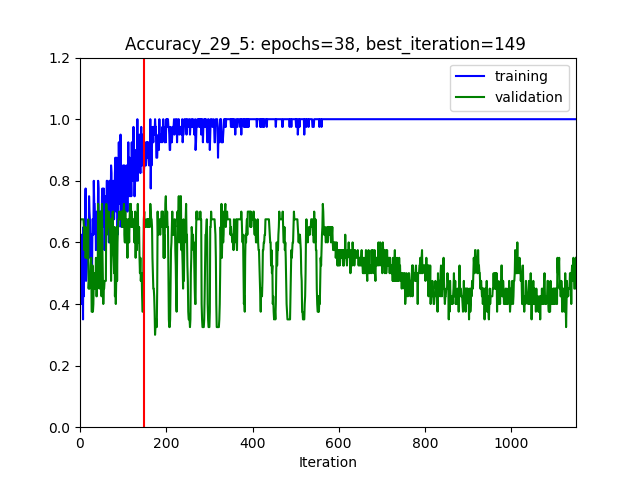 Accuracy_29_5: epochs=38, best_iteration=149
1.2
1.0
0.8
0.6
0.4
0.2
0.0
training
validation
0 200 400 600 800 1000
Iteration